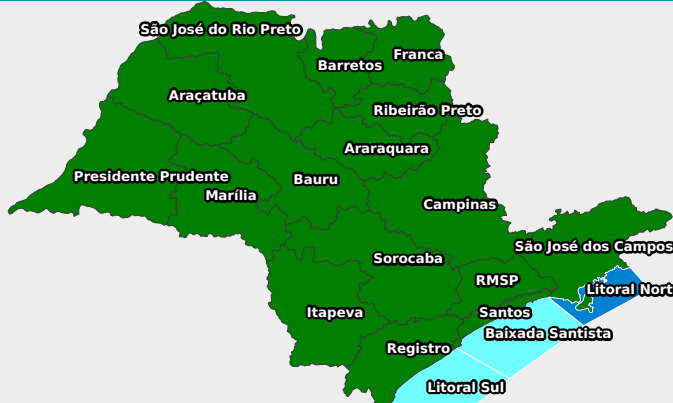 São José do Rio Preto
Franca
Barretos
Araçatuba
Ribeirão Preto
Araraquara
Presidente Prudente
Bauru
Marília
Campinas
São José dos Campos
Sorocaba
RMSP
Litoral Nort
Itapeva
Santos
Baixada Santista
Registro
Litoral Sul